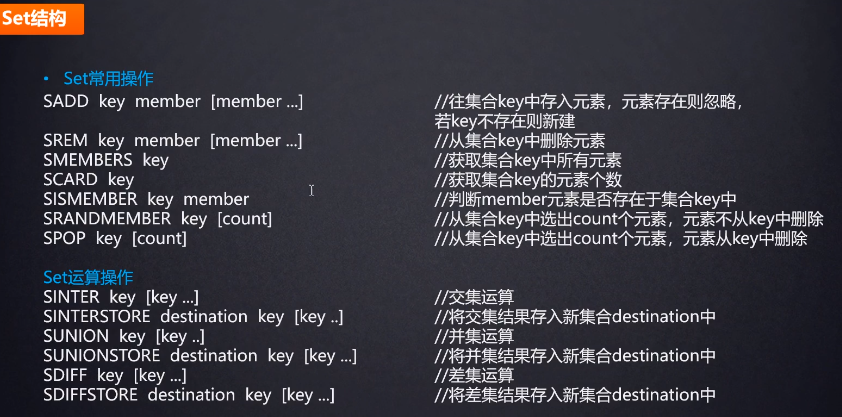 Set结构
• Set常用操作
SADD key member [member ...] //往集合key中存入元素，元素存在则忽略，
若key不存在则新建
SREM key member [member ...] //从集合key中删除元素
SMEMBERS key //获取集合key中所有元素
SCARD key //获取集合key的元素个数
SISMEMBER key member //判断member元素是否存在于集合key中
SRANDMEMBER key [count] //从集合key中选出count个元素，元素不从key中删除
SPOP key [count] //从集合key中选出count个元素，元素从key中删除
Set运算操作
SINTER key [key ...] //交集运算
SINTERSTORE destination key [key ..] //将交集结果存入新集合destination中
SUNION key [key ..] //并集运算
SUNIONSTORE destination key [key ...] //将并集结果存入新集合destination中
SDIFF key [key ...] //差集运算
SDIFFSTORE destination key [key ...] //将差集结果存入新集合destination中